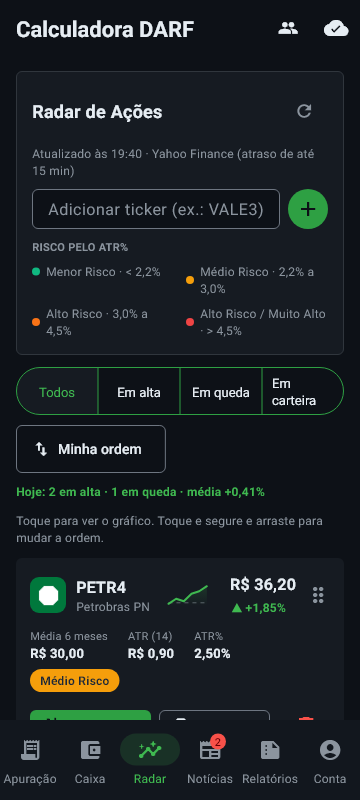 Calculadora DARF
Radar de Ações
Atualizado às 19:40 · Yahoo Finance (atraso de até
15 min)
Adicionar ticker (ex.: VALE3)
RISCO PELO ATR%
Menor Risco · < 2,2%
Médio Risco · 2,2% a
3,0%
Alto Risco · 3,0% a
4,5%
Alto Risco / Muito Alto
· > 4,5%
Todos
Em alta
Em queda
Em
carteira
Minha ordem
Hoje: 2 em alta · 1 em queda · média +0,41%
Toque para ver o gráfico. Toque e segure e arraste para
mudar a ordem.
PETR4
Petrobras PN
R$ 36,20
+1,85%
Média 6 meses
R$ 30,00
ATR (14)
R$ 0,90
ATR%
2,50%
Médio Risco
2
Apuração
Caixa
Radar
Notícias
Relatórios
Conta